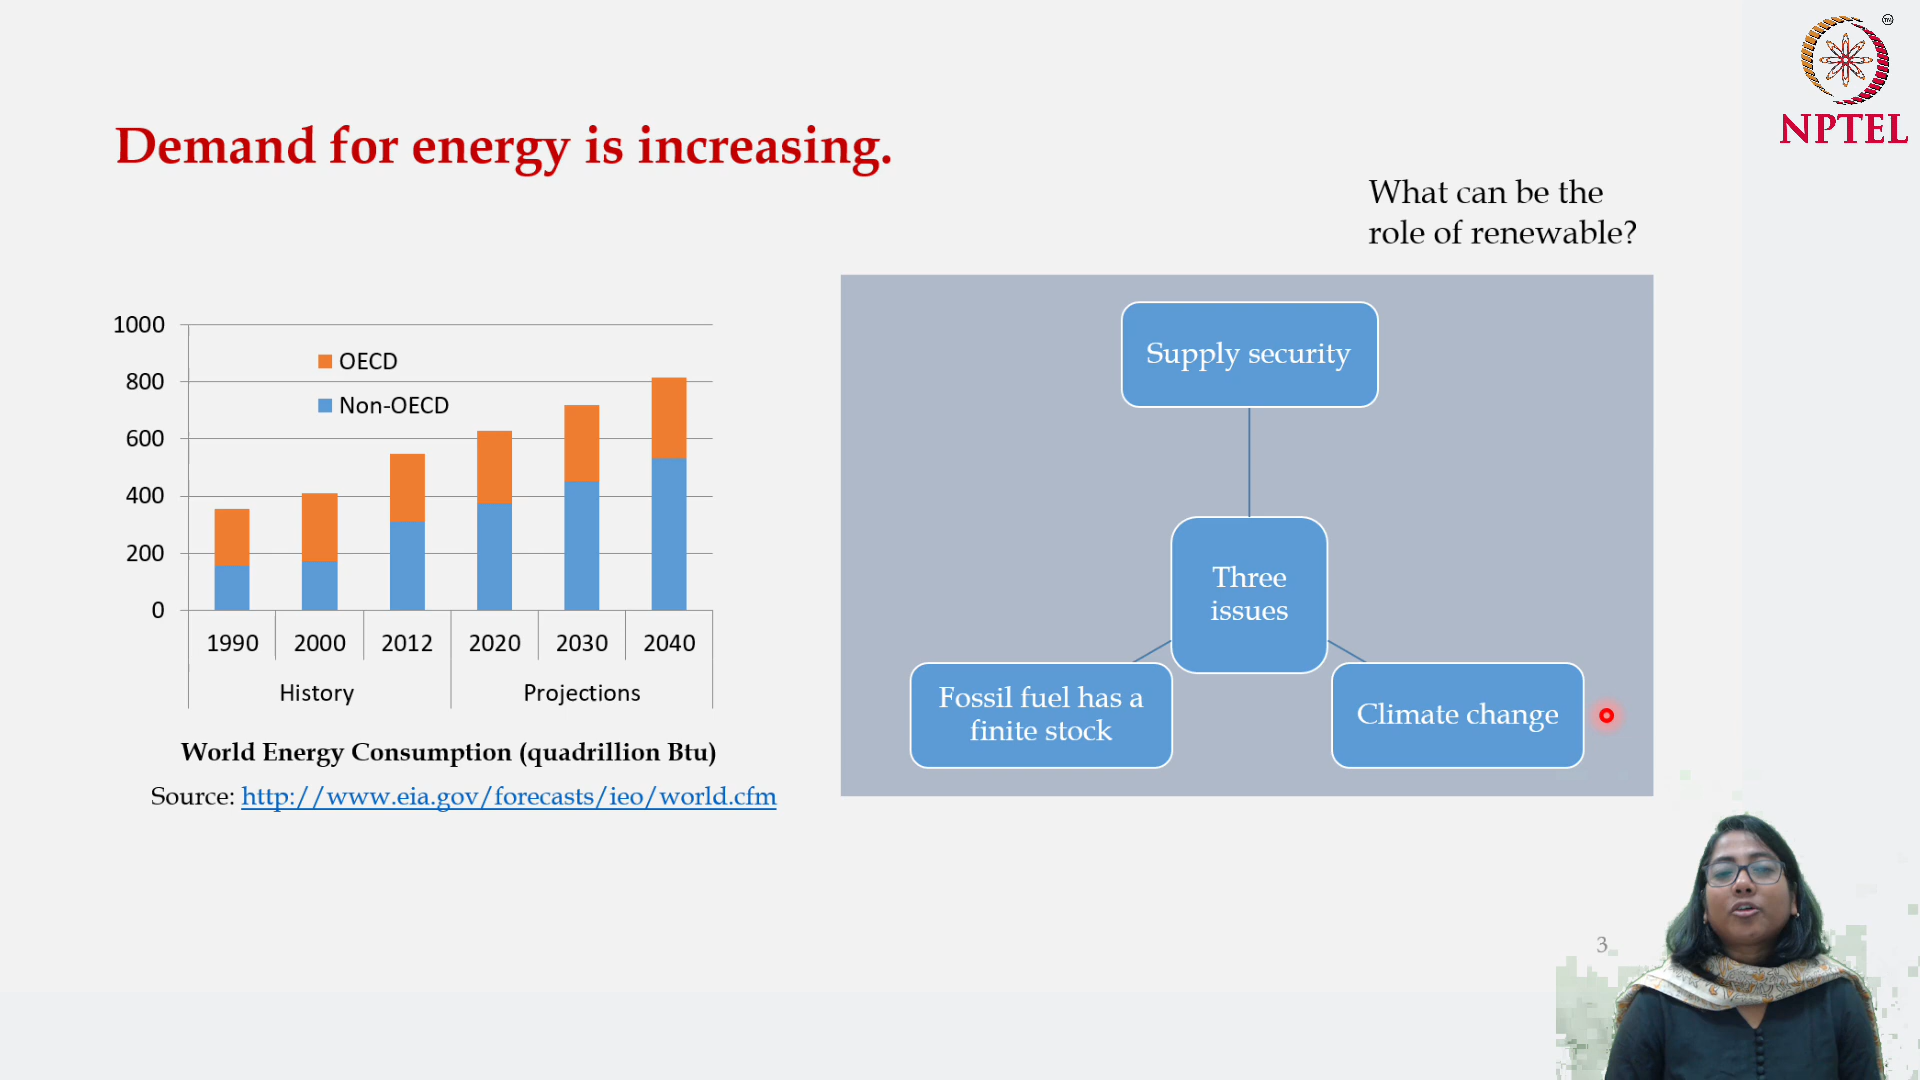 NPTEL
TM
Demand for energy is increasing.
What can be the
role of renewable?
1000
800
600
400
200
0
OECD
Non-OECD
1990 2000 2012 2020 2030 2040
History Projections
World Energy Consumption (quadrillion Btu)
Source: http://www.eia.gov/forecasts/ieo/world.cfm
Supply security
Three
issues
Fossil fuel has a
finite stock
Climate change
3